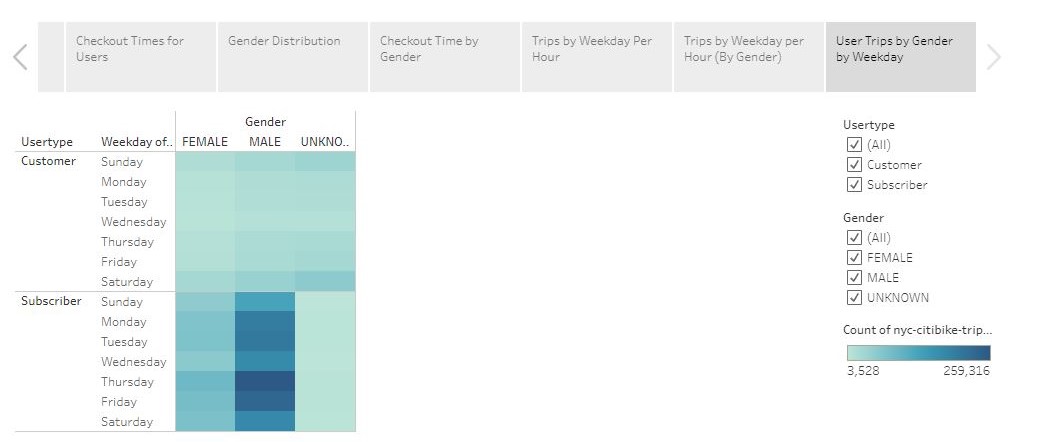 Checkout Times for
Users
Gender Distribution
Checkout Time by
Gender
Trips by Weekday Per
Hour
Trips by Weekday per
Hour (By Gender)
User Trips by Gender
by Weekday
Gender
Usertype Weekday of.. FEMALE MALE UNKNO..
Customer Sunday
Monday
Tuesday
Wednesday
Thursday
Friday
Saturday
Subscriber Sunday
Monday
Tuesday
Wednesday
Thursday
Friday
Saturday
Usertype
(All)
Customer
Subscriber
Gender
(All)
FEMALE
MALE
UNKNOWN
Count of nyc-citibike-trip...
3,528 259,316